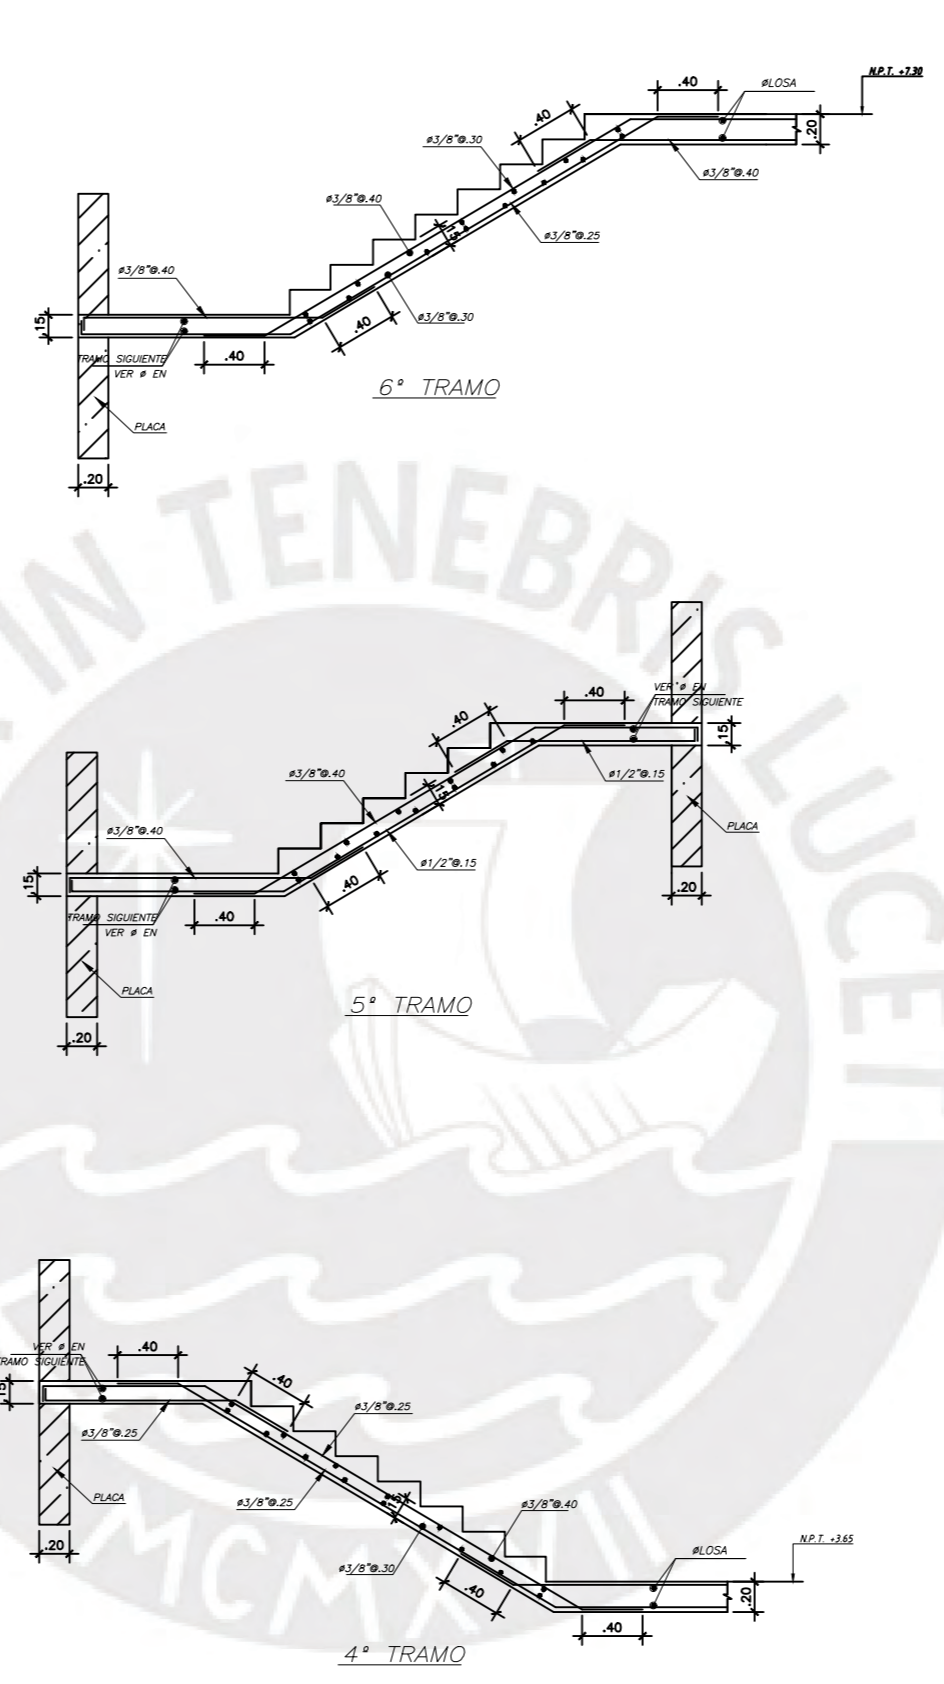 N.P.T. +7.30
.40
øLOSA
.40
ø3/8"@.30
.20
ø3/8"@.40
ø3/8"@.40
.15
ø3/8"@.25
ø3/8"@.40
.15
.40
ø3/8"@.30
.40
TRAMO SIGUIENTE
VER ø EN
6° TRAMO
PLACA
.20
IN TENEBRIS LUCET
.40
VER ø EN
TRAMO SIGUIENTE
.40
.15
ø3/8"@.40
.15
ø1/2"@.15
PLACA
ø3/8"@.40
ø1/2"@.15
.15
.40
.20
.40
TRAMO SIGUIENTE
VER ø EN
PLACA
5° TRAMO
.20
VER ø EN
TRAMO SIGUIENTE
.40
.40
.15
ø3/8"@.25
ø3/8"@.25
PLACA
ø3/8"@.25
.15
ø3/8"@.40
.20
N.P.T. +3.65
øLOSA
ø3/8"@.30
.40
.20
.40
4° TRAMO
MCMXVII